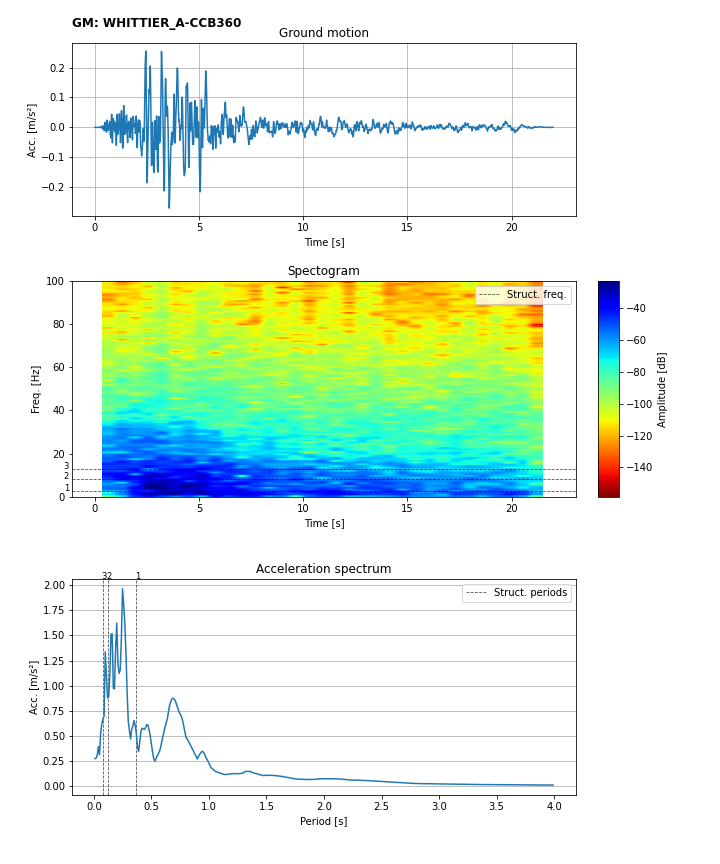 GM: WHITTIER_A-CCB360
Ground motion
Acc. [m/s²]
0.2
0.1
0.0
−0.1
−0.2
0 5 10 15 20
Time [s]
Spectogram
Freq. [Hz]
100
80
60
40
20
0
3
2
1
Struct. freq.
0 5 10 15 20
Time [s]
Amplitude [dB]
−40
−60
−80
−100
−120
−140
Acceleration spectrum
3 2 1
Acc. [m/s²]
2.00
1.75
1.50
1.25
1.00
0.75
0.50
0.25
0.00
Struct. periods
0.0 0.5 1.0 1.5 2.0 2.5 3.0 3.5 4.0
Period [s]